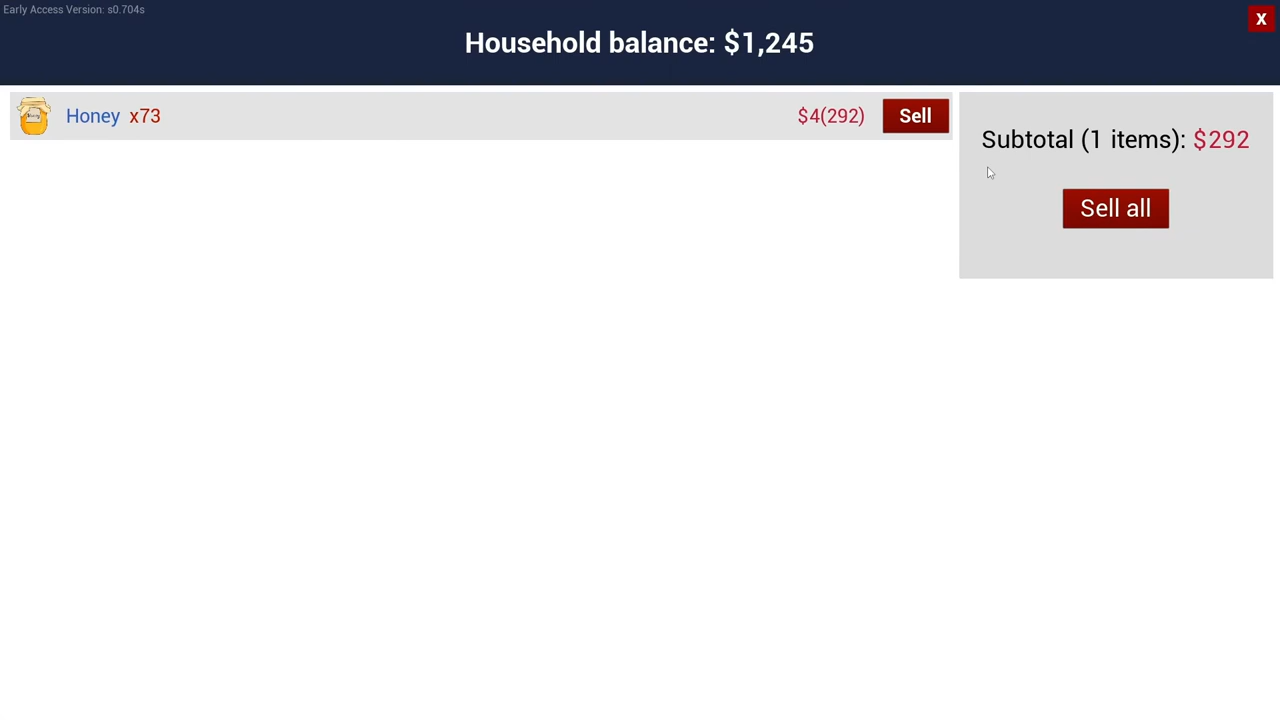 Early Access Version: s0.704s
X
Household balance: $1,245
Honey x73 $4(292) Sell
Subtotal (1 items): $292
Sell all